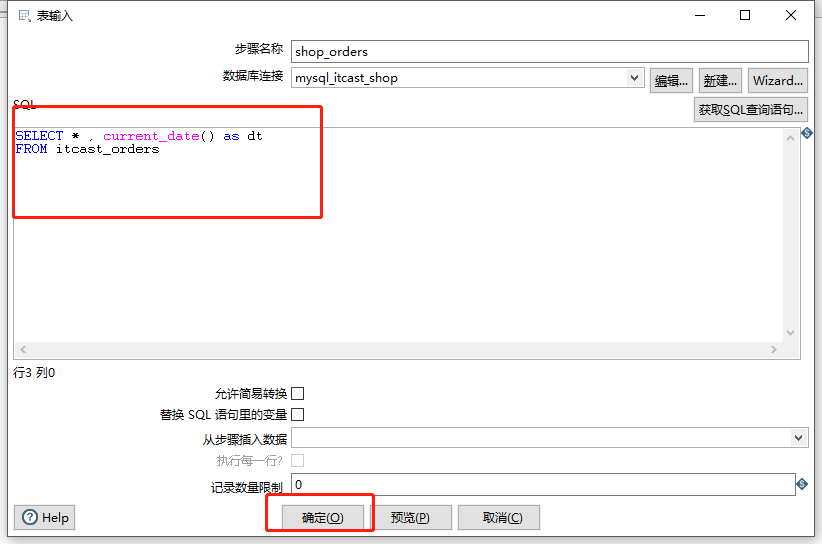 表输入
步骤名称 shop_orders
数据库连接 mysql_itcast_shop 编辑... 新建... Wizard...
SQL 获取SQL查询语句...
SELECT * , current_date() as dt
FROM itcast_orders
行3 列0
允许简易转换
替换 SQL 语句里的变量
从步骤插入数据
执行每一行?
记录数量限制 0
Help 确定(O) 预览(P) 取消(C)